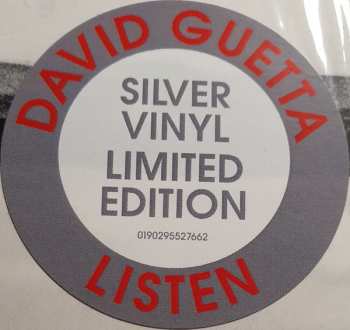 DAVID GUETTA
SILVER
VINYL
LIMITED
EDITION
0190295527662
LISTEN